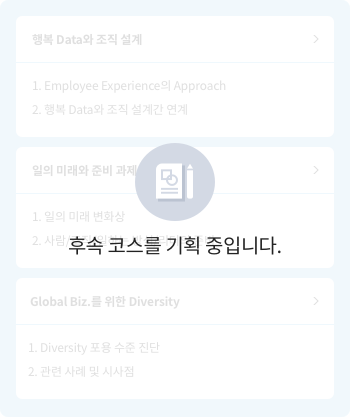 행복 Data와 조직 설계
1. Employee Experience의 Approach
2. 행복 Data와 조직 설계간 연계
일의 미래와 준비 과제
1. 일의 미래 변화상
2. 사람
후속 코스를 기획 중입니다.
Global Biz.를 위한 Diversity
1. Diversity 포용 수준 진단
2. 관련 사례 및 시사점